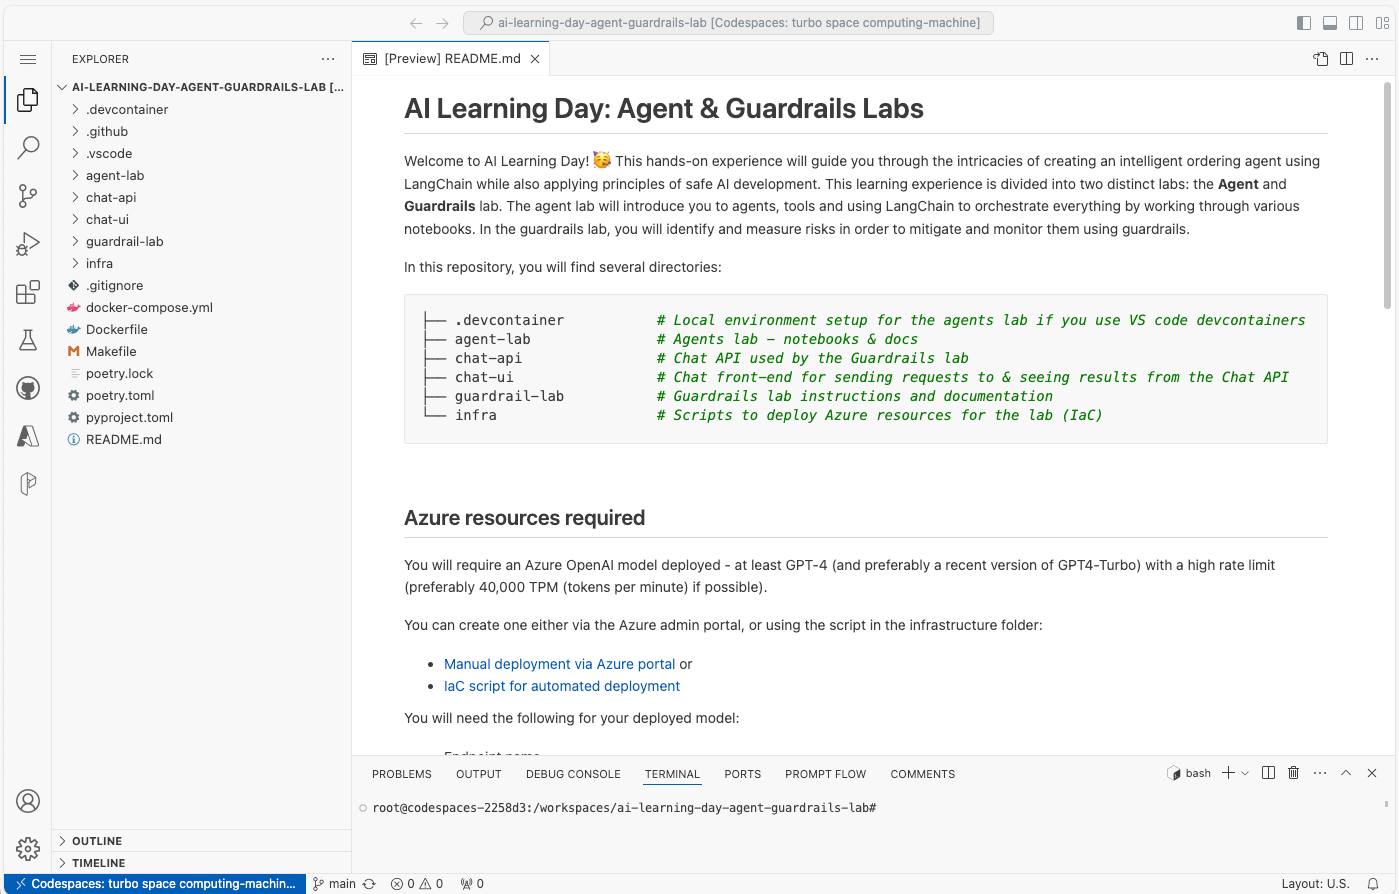 ai-learning-day-agent-guardrails-lab [Codespaces: turbo space computing-machine]
EXPLORER
AI-LEARNING-DAY-AGENT-GUARDRAILS-LAB [...
.devcontainer
.github
.vscode
agent-lab
chat-api
chat-ui
guardrail-lab
infra
.gitignore
docker-compose.yml
Dockerfile
Makefile
poetry.lock
poetry.toml
pyproject.toml
README.md
OUTLINE
TIMELINE
[Preview] README.md
AI Learning Day: Agent & Guardrails Labs
Welcome to AI Learning Day! 🥳 This hands-on experience will guide you through the intricacies of creating an intelligent ordering agent using
LangChain while also applying principles of safe AI development. This learning experience is divided into two distinct labs: the Agent and
Guardrails lab. The agent lab will introduce you to agents, tools and using LangChain to orchestrate everything by working through various
notebooks. In the guardrails lab, you will identify and measure risks in order to mitigate and monitor them using guardrails.
In this repository, you will find several directories:
├── .devcontainer # Local environment setup for the agents lab if you use VS code devcontainers
├── agent-lab # Agents lab - notebooks & docs
├── chat-api # Chat API used by the Guardrails lab
├── chat-ui # Chat front-end for sending requests to & seeing results from the Chat API
├── guardrail-lab # Guardrails lab instructions and documentation
└── infra # Scripts to deploy Azure resources for the lab (IaC)
Azure resources required
You will require an Azure OpenAI model deployed - at least GPT-4 (and preferably a recent version of GPT4-Turbo) with a high rate limit
(preferably 40,000 TPM (tokens per minute) if possible).
You can create one either via the Azure admin portal, or using the script in the infrastructure folder:
• Manual deployment via Azure portal or
• IaC script for automated deployment
You will need the following for your deployed model:
Endpoint name
PROBLEMS OUTPUT DEBUG CONSOLE TERMINAL PORTS PROMPT FLOW COMMENTS
bash
root@codespaces-2258d3:/workspaces/ai-learning-day-agent-guardrails-lab#
Codespaces: turbo space computing-machin... main 0 0 0 Layout: U.S.